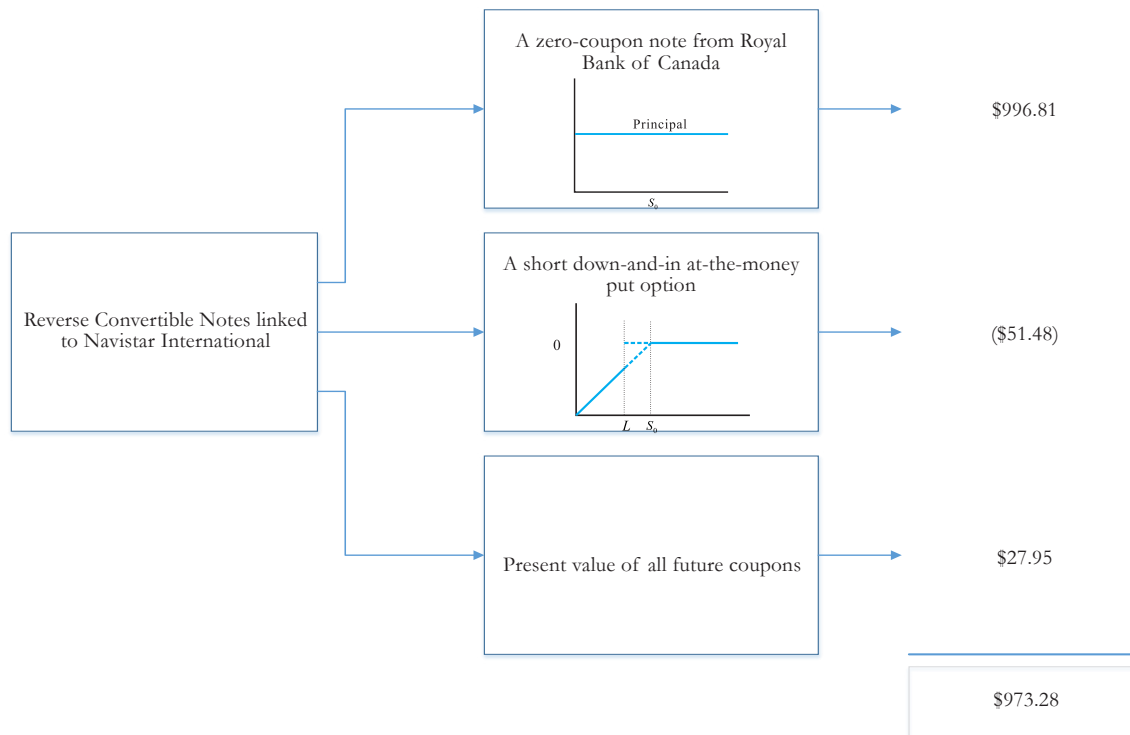 A zero-coupon note from Royal
Bank of Canada
Principal
S₀
$996.81
Reverse Convertible Notes linked
to Navistar International
A short down-and-in at-the-money
put option
0
L S₀
($51.48)
Present value of all future coupons
$27.95
$973.28